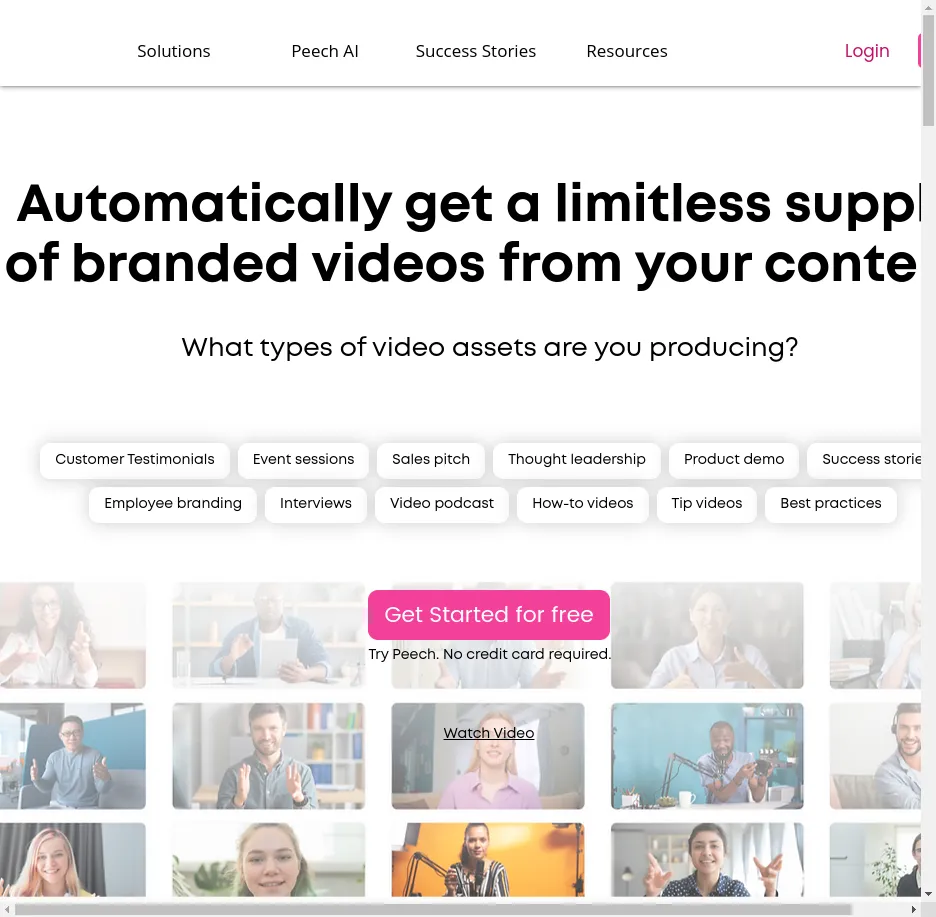 Solutions Peech AI Success Stories Resources Login
Automatically get a limitless suppl
of branded videos from your conte
What types of video assets are you producing?
Customer Testimonials Event sessions Sales pitch Thought leadership Product demo Success storie
Employee branding Interviews Video podcast How-to videos Tip videos Best practices
Get Started for free
Try Peech. No credit card required.
Watch Video